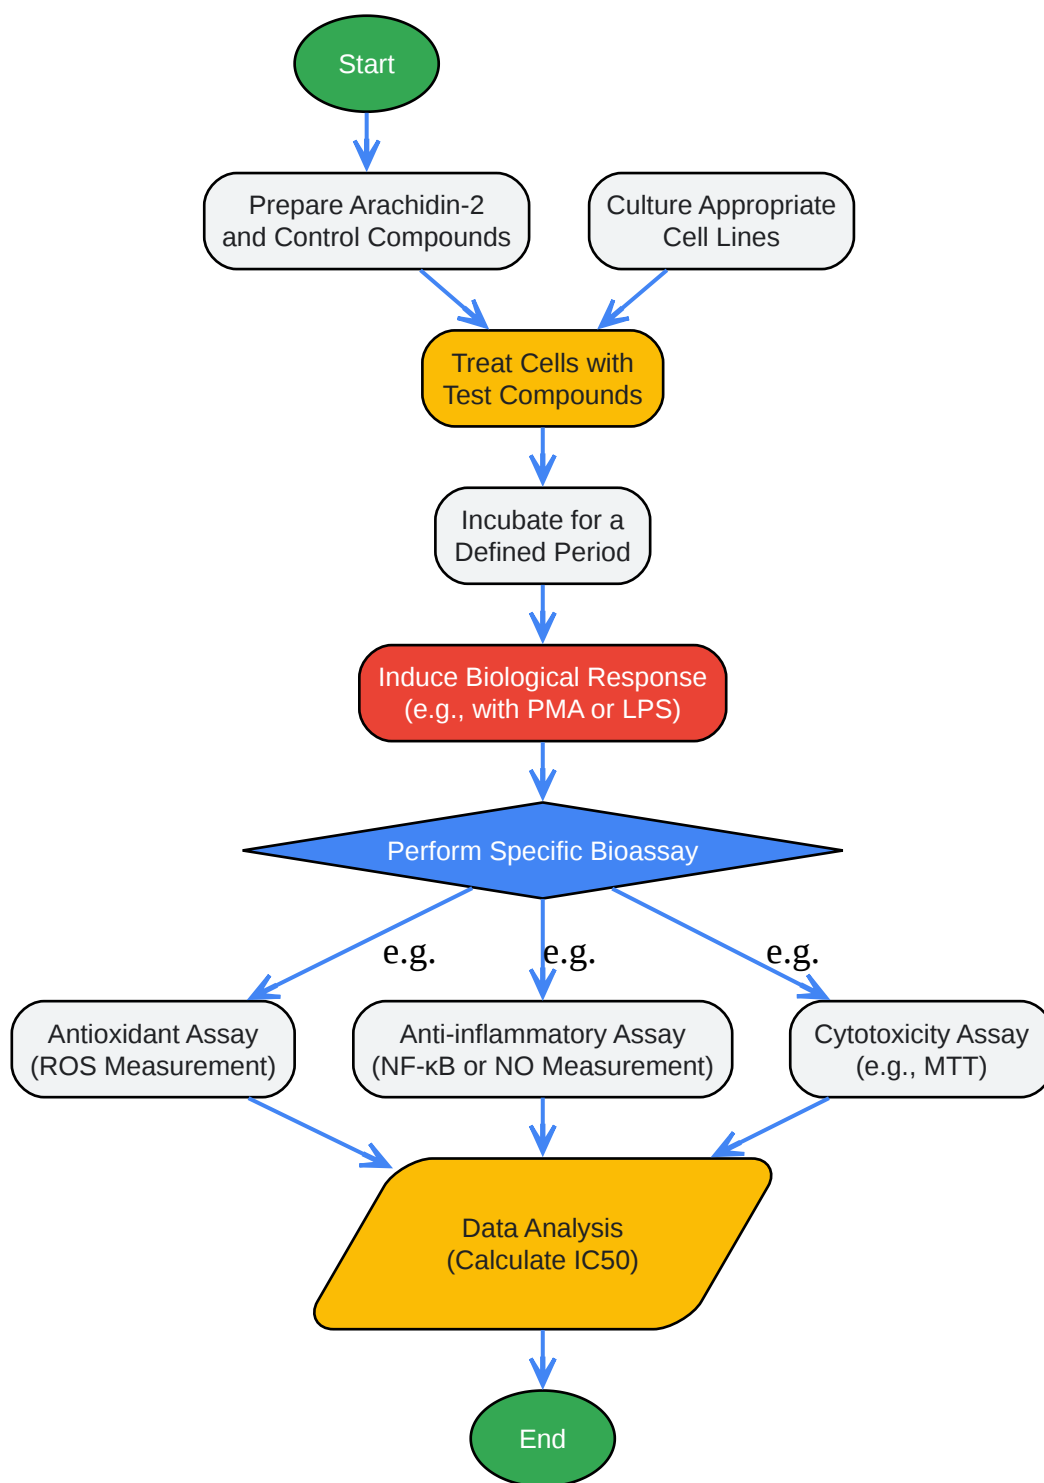 Start
Prepare Arachidin-2
and Control Compounds
Culture Appropriate
Cell Lines
Treat Cells with
Test Compounds
Incubate for a
Defined Period
Induce Biological Response
(e.g., with PMA or LPS)
Perform Specific Bioassay
e.g.
e.g.
e.g.
Antioxidant Assay
(ROS Measurement)
Anti-inflammatory Assay
(NF-κB or NO Measurement)
Cytotoxicity Assay
(e.g., MTT)
Data Analysis
(Calculate IC50)
End